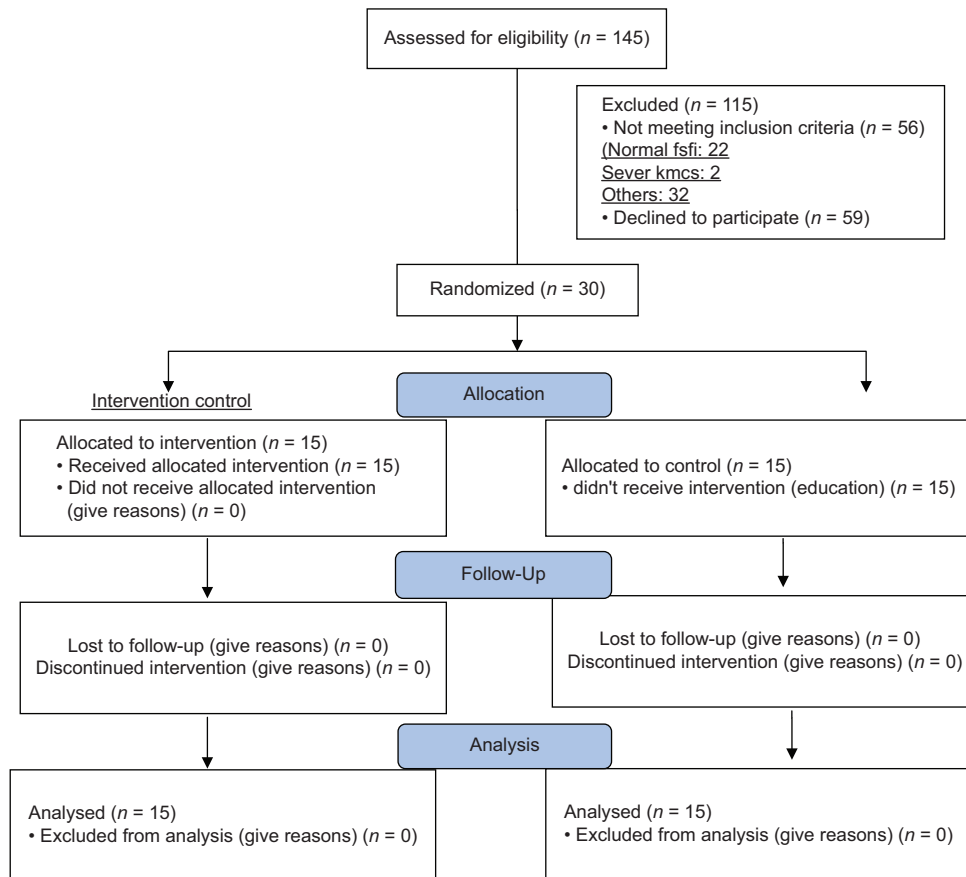 Assessed for eligibility (n = 145)
Excluded (n = 115)
• Not meeting inclusion criteria (n = 56)
(Normal fsfi: 22
Sever kmcs: 2
Others: 32
• Declined to participate (n = 59)
Randomized (n = 30)
Allocation
Intervention control
Allocated to intervention (n = 15)
• Received allocated intervention (n = 15)
• Did not receive allocated intervention
(give reasons) (n = 0)
Allocated to control (n = 15)
• didn't receive intervention (education) (n = 15)
Follow-Up
Lost to follow-up (give reasons) (n = 0)
Discontinued intervention (give reasons) (n = 0)
Lost to follow-up (give reasons) (n = 0)
Discontinued intervention (give reasons) (n = 0)
Analysis
Analysed (n = 15)
• Excluded from analysis (give reasons) (n = 0)
Analysed (n = 15)
• Excluded from analysis (give reasons) (n = 0)